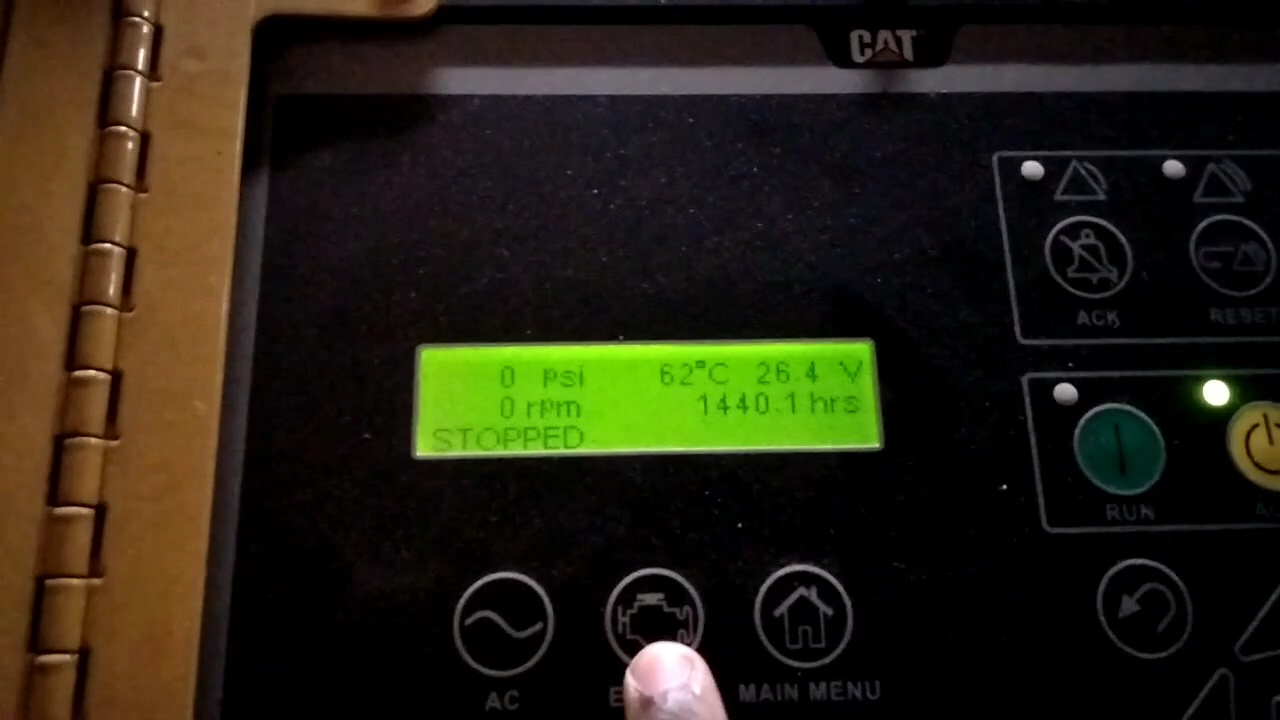 CAT
0 psi 62°C 26.4 V
0 rpm 1440.1 hrs
STOPPED
ACK
RESET
RUN
AC
MAIN MENU